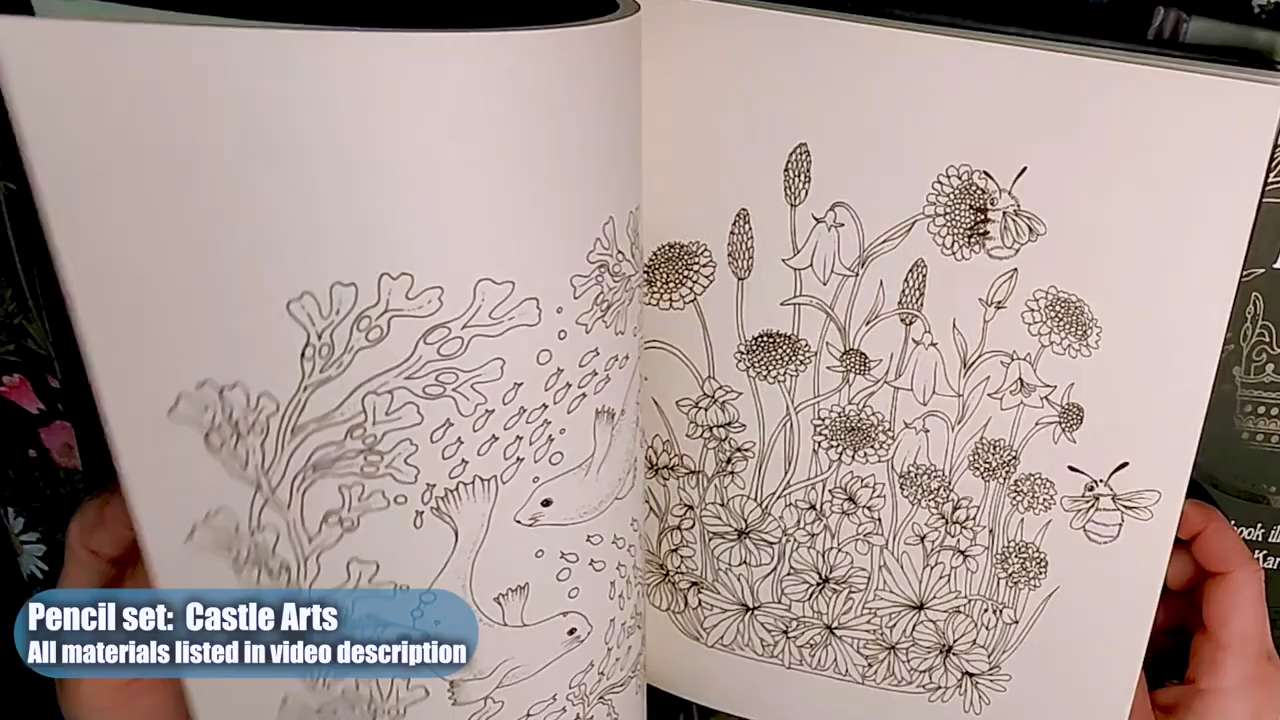 Pencil set: Castle Arts
All materials listed in video description